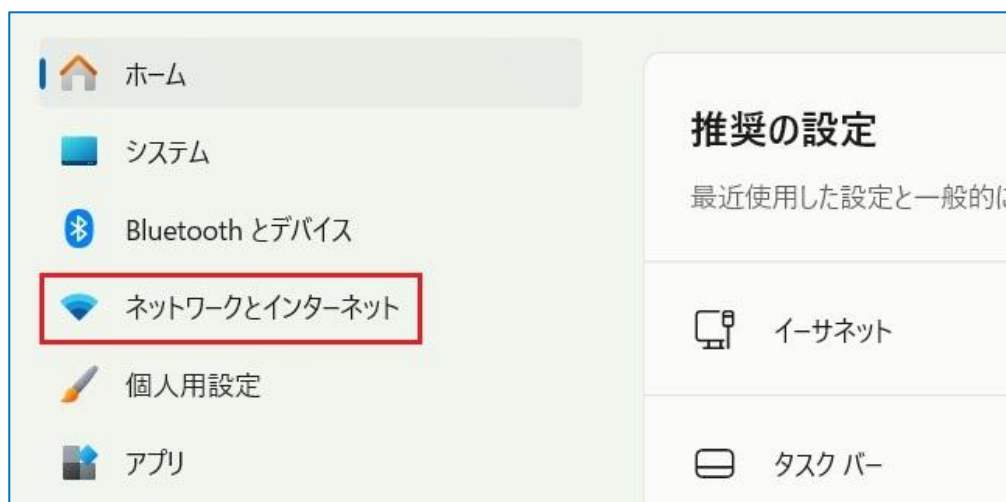 ホーム
システム
Bluetooth とデバイス
ネットワークとインターネット
個人用設定
アプリ
推奨の設定
最近使用した設定と一般的に
イーサネット
タスク バー